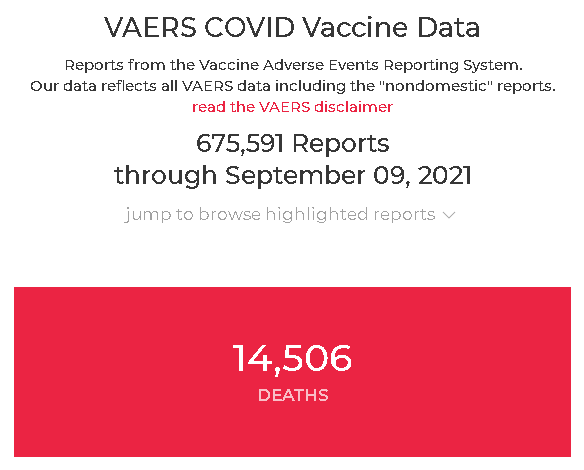 VAERS COVID Vaccine Data
Reports from the Vaccine Adverse Events Reporting System.
Our data reflects all VAERS data including the "nondomestic" reports.
read the VAERS disclaimer
675,591 Reports
through September 09, 2021
jump to browse highlighted reports
14,506
DEATHS